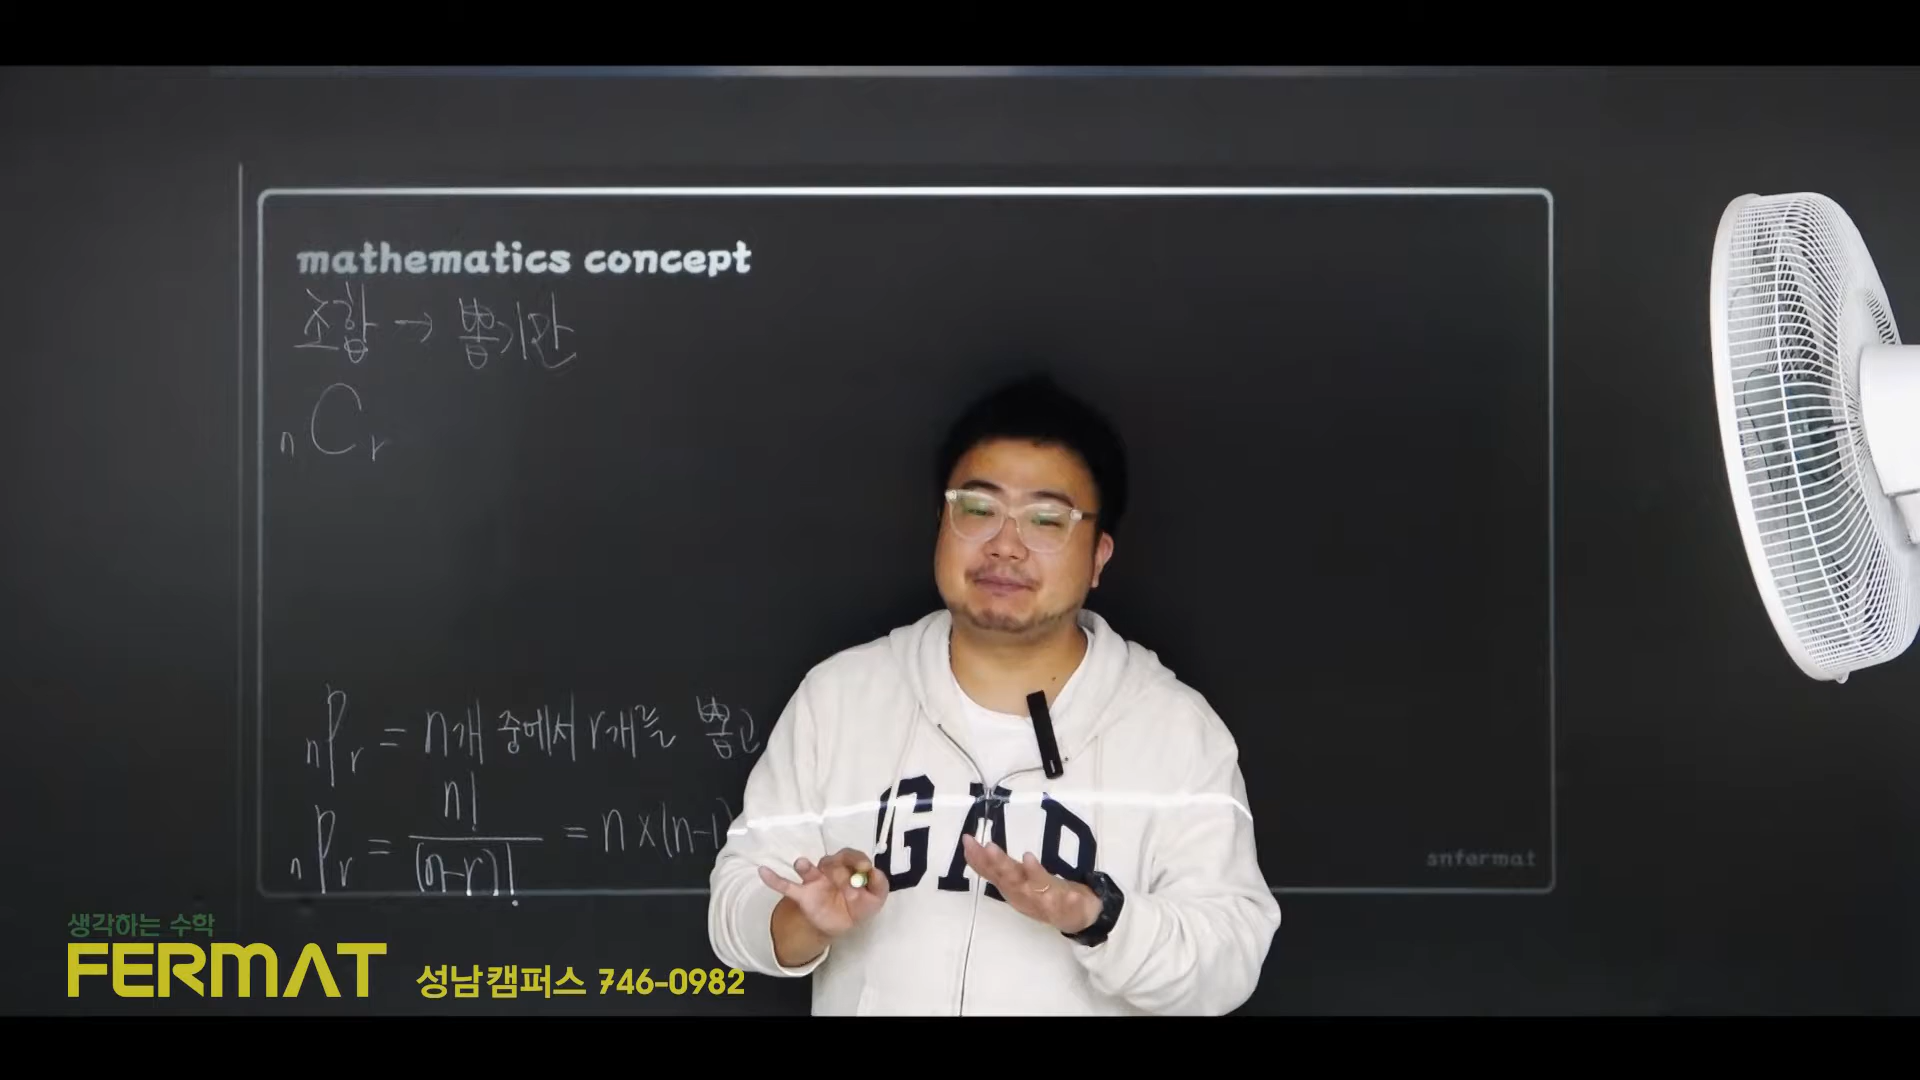 mathematics concept
조합 → 뽑기만
nCr
nPr = n개 중에서 r개를 뽑고
nPr = n!/(n-r)! = n×(n-1)
GAP
snfermat
생각하는 수학
FERMAT 성남캠퍼스 746-0982